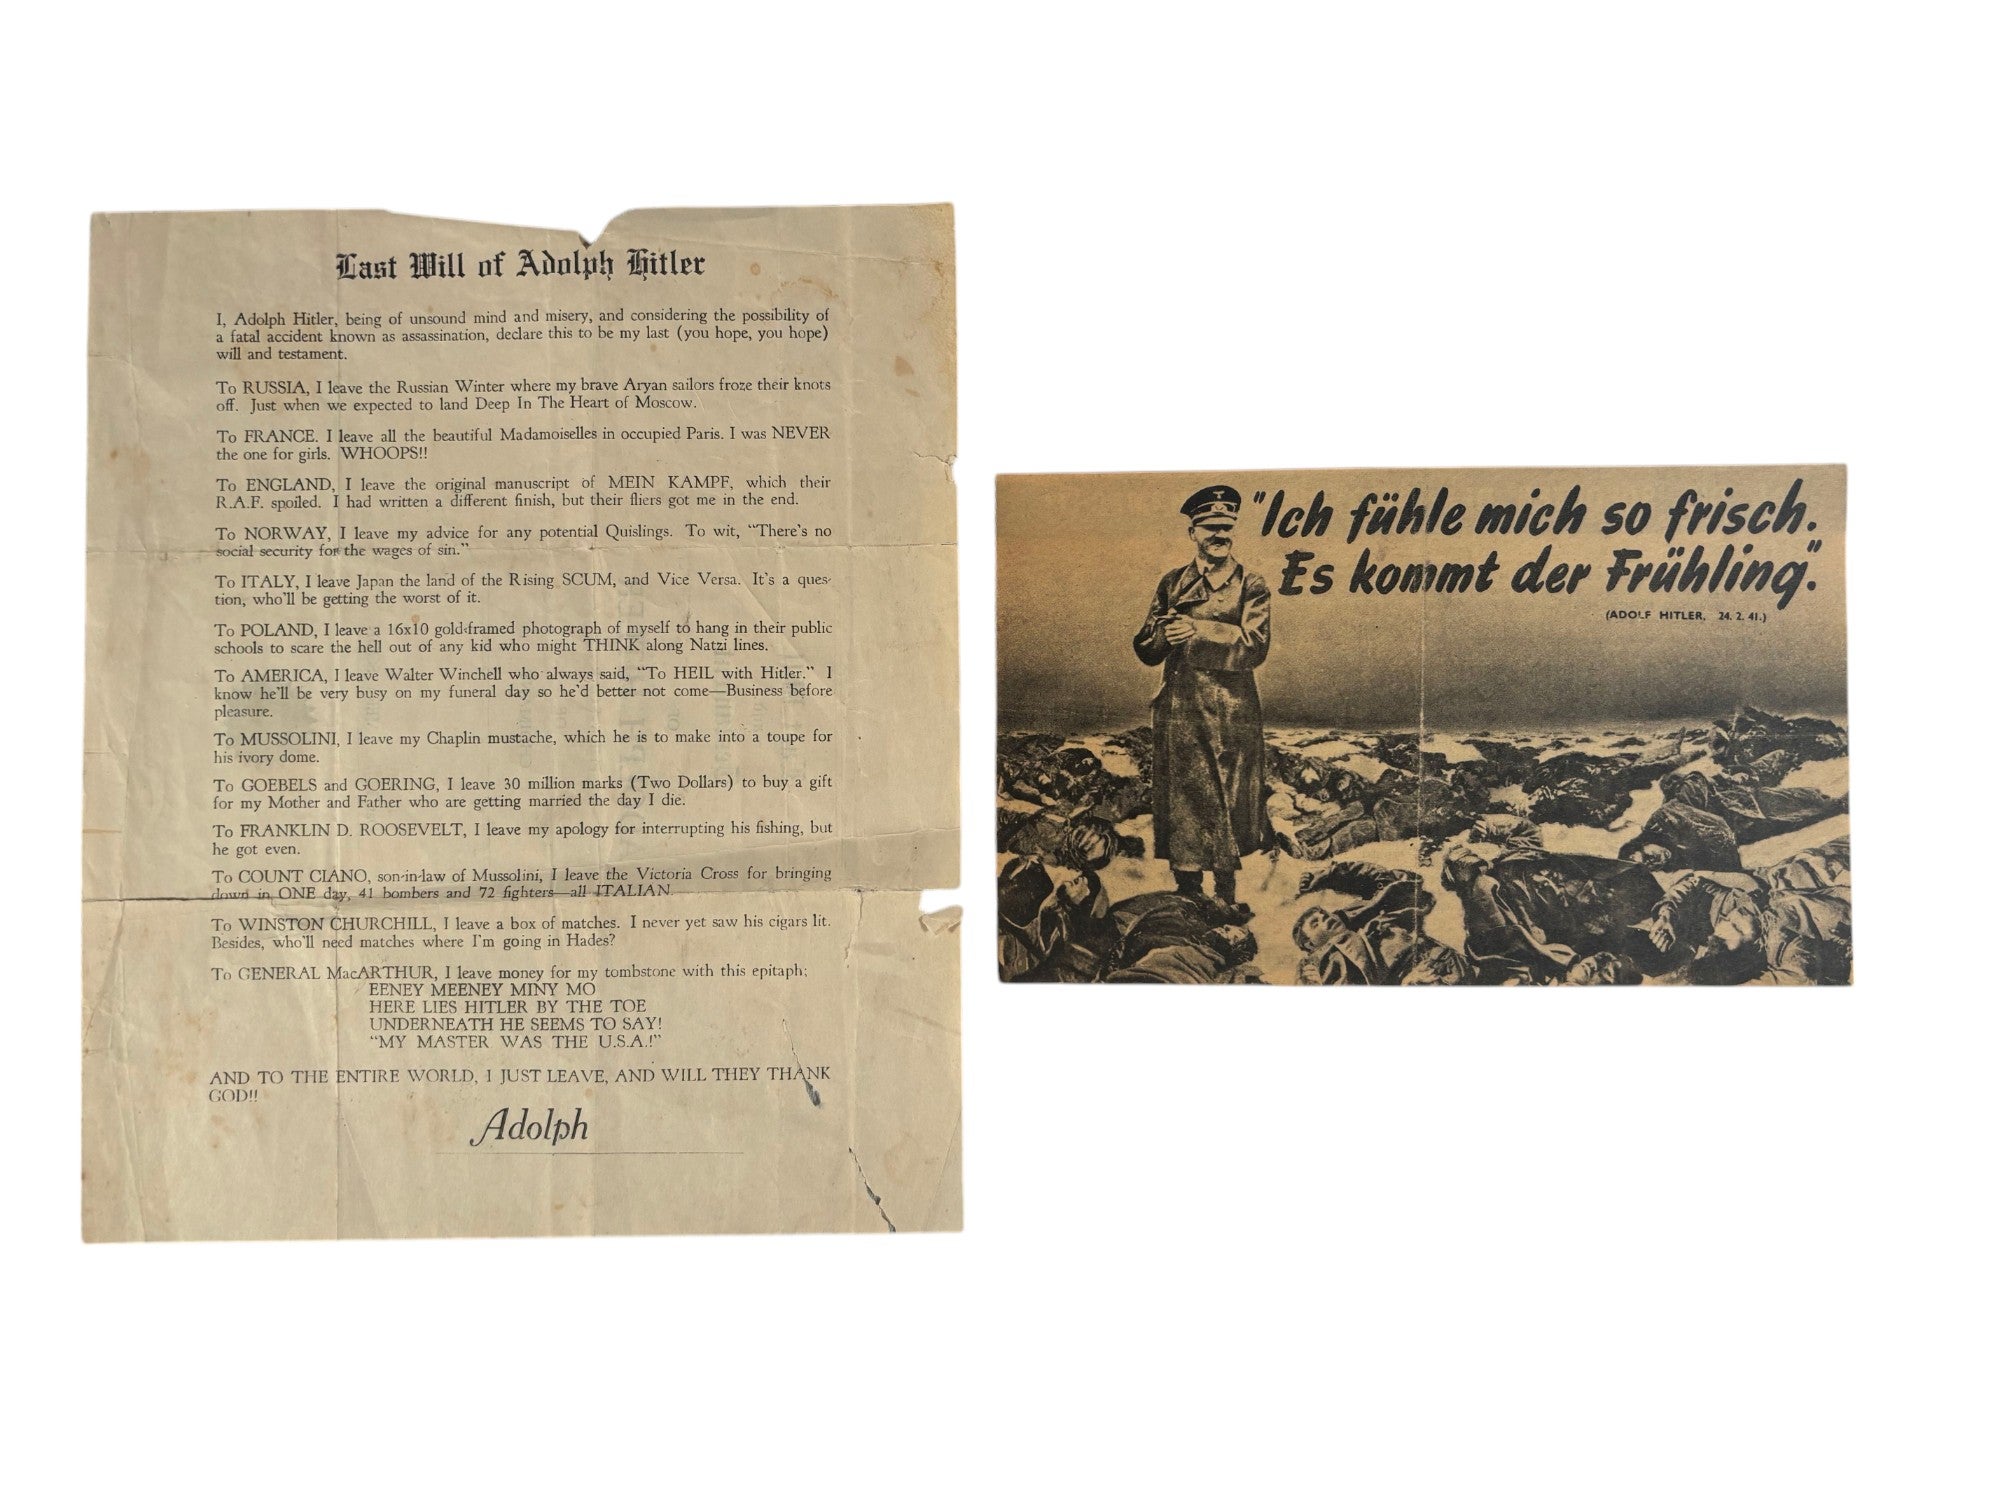 Last Will of Adolph Hitler
I, Adolph Hitler, being of unsound mind and misery, and considering the possibility of
a fatal accident known as assassination, declare this to be my last (you hope, you hope)
will and testament.
To RUSSIA, I leave the Russian Winter where my brave Aryan sailors froze their knots
off. Just when we expected to land Deep In The Heart of Moscow.
To FRANCE. I leave all the beautiful Madamoiselles in occupied Paris. I was NEVER
the one for girls. WHOOPS!!
To ENGLAND, I leave the original manuscript of MEIN KAMPF, which their
R.A.F. spoiled. I had written a different finish, but their fliers got me in the end.
To NORWAY, I leave my advice for any potential Quislings. To wit, "There's no
social security for the wages of sin."
To ITALY, I leave Japan the land of the Rising SCUM, and Vice Versa. It's a ques-
tion, who'll be getting the worst of it.
To POLAND, I leave a 16x10 gold-framed photograph of myself to hang in their public
schools to scare the hell out of any kid who might THINK along Natzi lines.
To AMERICA, I leave Walter Winchell who always said, "To HEIL with Hitler." I
know he'll be very busy on my funeral day so he'd better not come—Business before
pleasure.
To MUSSOLINI, I leave my Chaplin mustache, which he is to make into a toupe for
his ivory dome.
To GOEBELS and GOERING, I leave 30 million marks (Two Dollars) to buy a gift
for my Mother and Father who are getting married the day I die.
To FRANKLIN D. ROOSEVELT, I leave my apology for interrupting his fishing, but
he got even.
To COUNT CIANO, son-in-law of Mussolini, I leave the Victoria Cross for bringing
down in ONE day, 41 bombers and 72 fighters—all ITALIAN.
To WINSTON CHURCHILL, I leave a box of matches. I never yet saw his cigars lit.
Besides, who'll need matches where I'm going in Hades?
To GENERAL MacARTHUR, I leave money for my tombstone with this epitaph;
EENEY MEENEY MINY MO
HERE LIES HITLER BY THE TOE
UNDERNEATH HE SEEMS TO SAY!
"MY MASTER WAS THE U.S.A.!"
AND TO THE ENTIRE WORLD, I JUST LEAVE, AND WILL THEY THANK
GOD!!
Adolph
"Ich fühle mich so frisch.
Es kommt der Frühling."
(ADOLF HITLER, 24. 2. 41.)